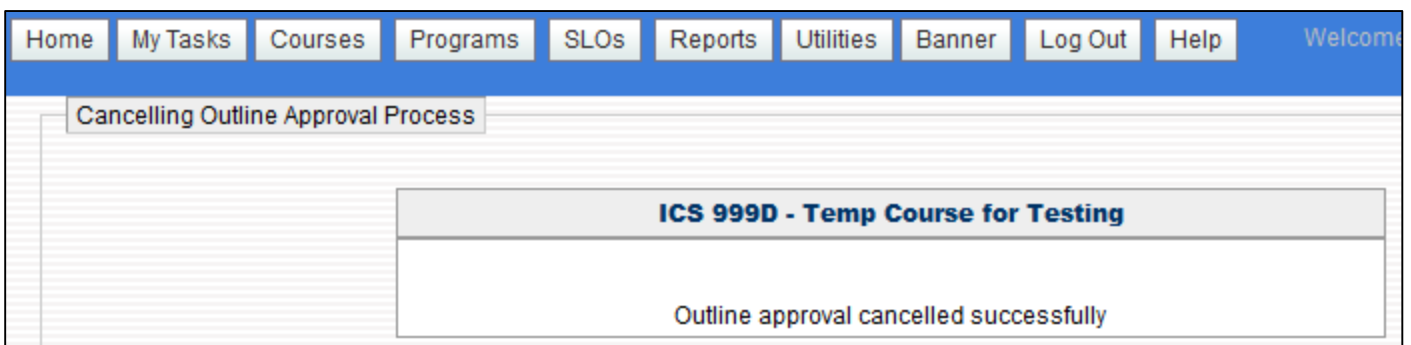 Home My Tasks Courses Programs SLOs Reports Utilities Banner Log Out Help Welcome
Cancelling Outline Approval Process
ICS 999D - Temp Course for Testing
Outline approval cancelled successfully